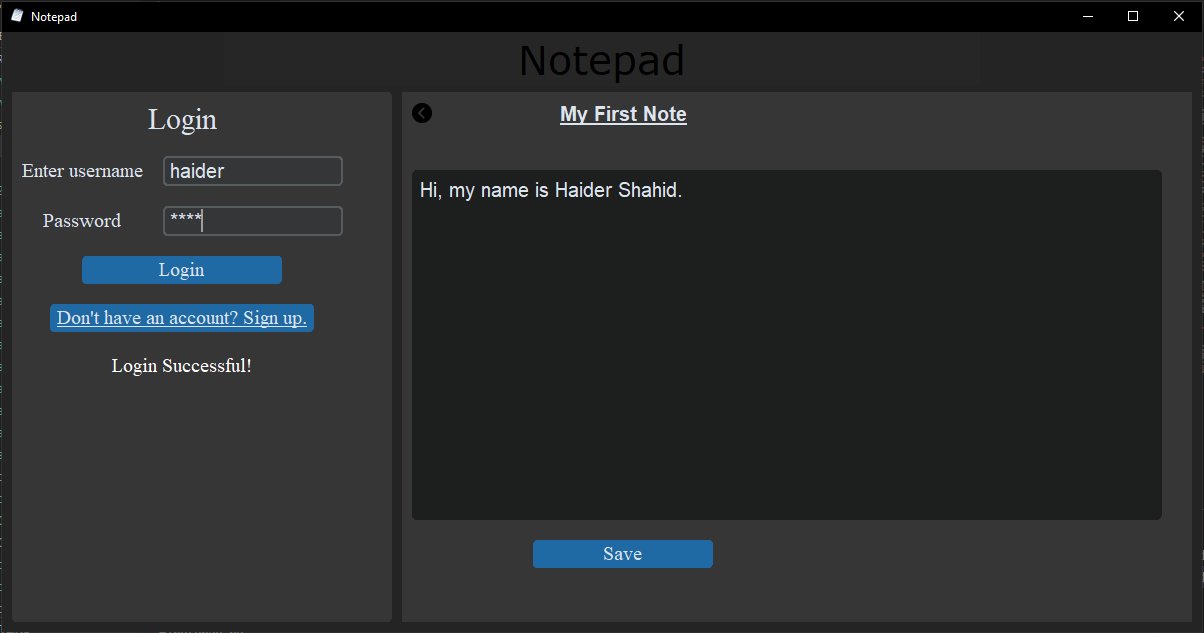 Notepad
Notepad
Login
Enter username haider
Password ****
Login
Don't have an account? Sign up.
Login Successful!
My First Note
Hi, my name is Haider Shahid.
Save